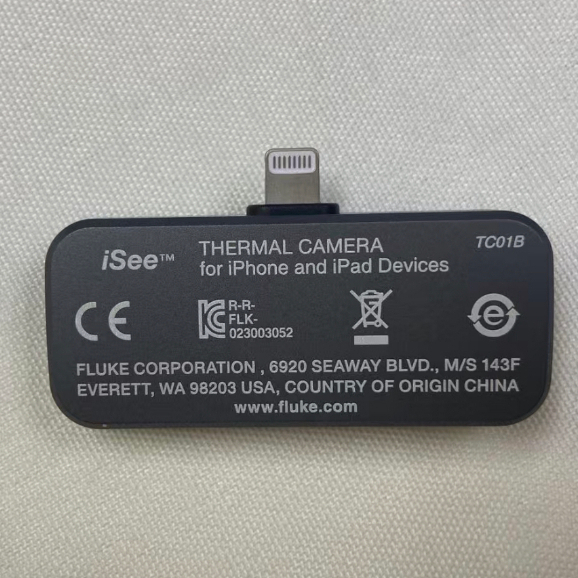 iSee™
THERMAL CAMERA
for iPhone and iPad Devices
TC01B
CE
R-R-
FLK-
023003052
e
FLUKE CORPORATION , 6920 SEAWAY BLVD., M/S 143F
EVERETT, WA 98203 USA, COUNTRY OF ORIGIN CHINA
www.fluke.com